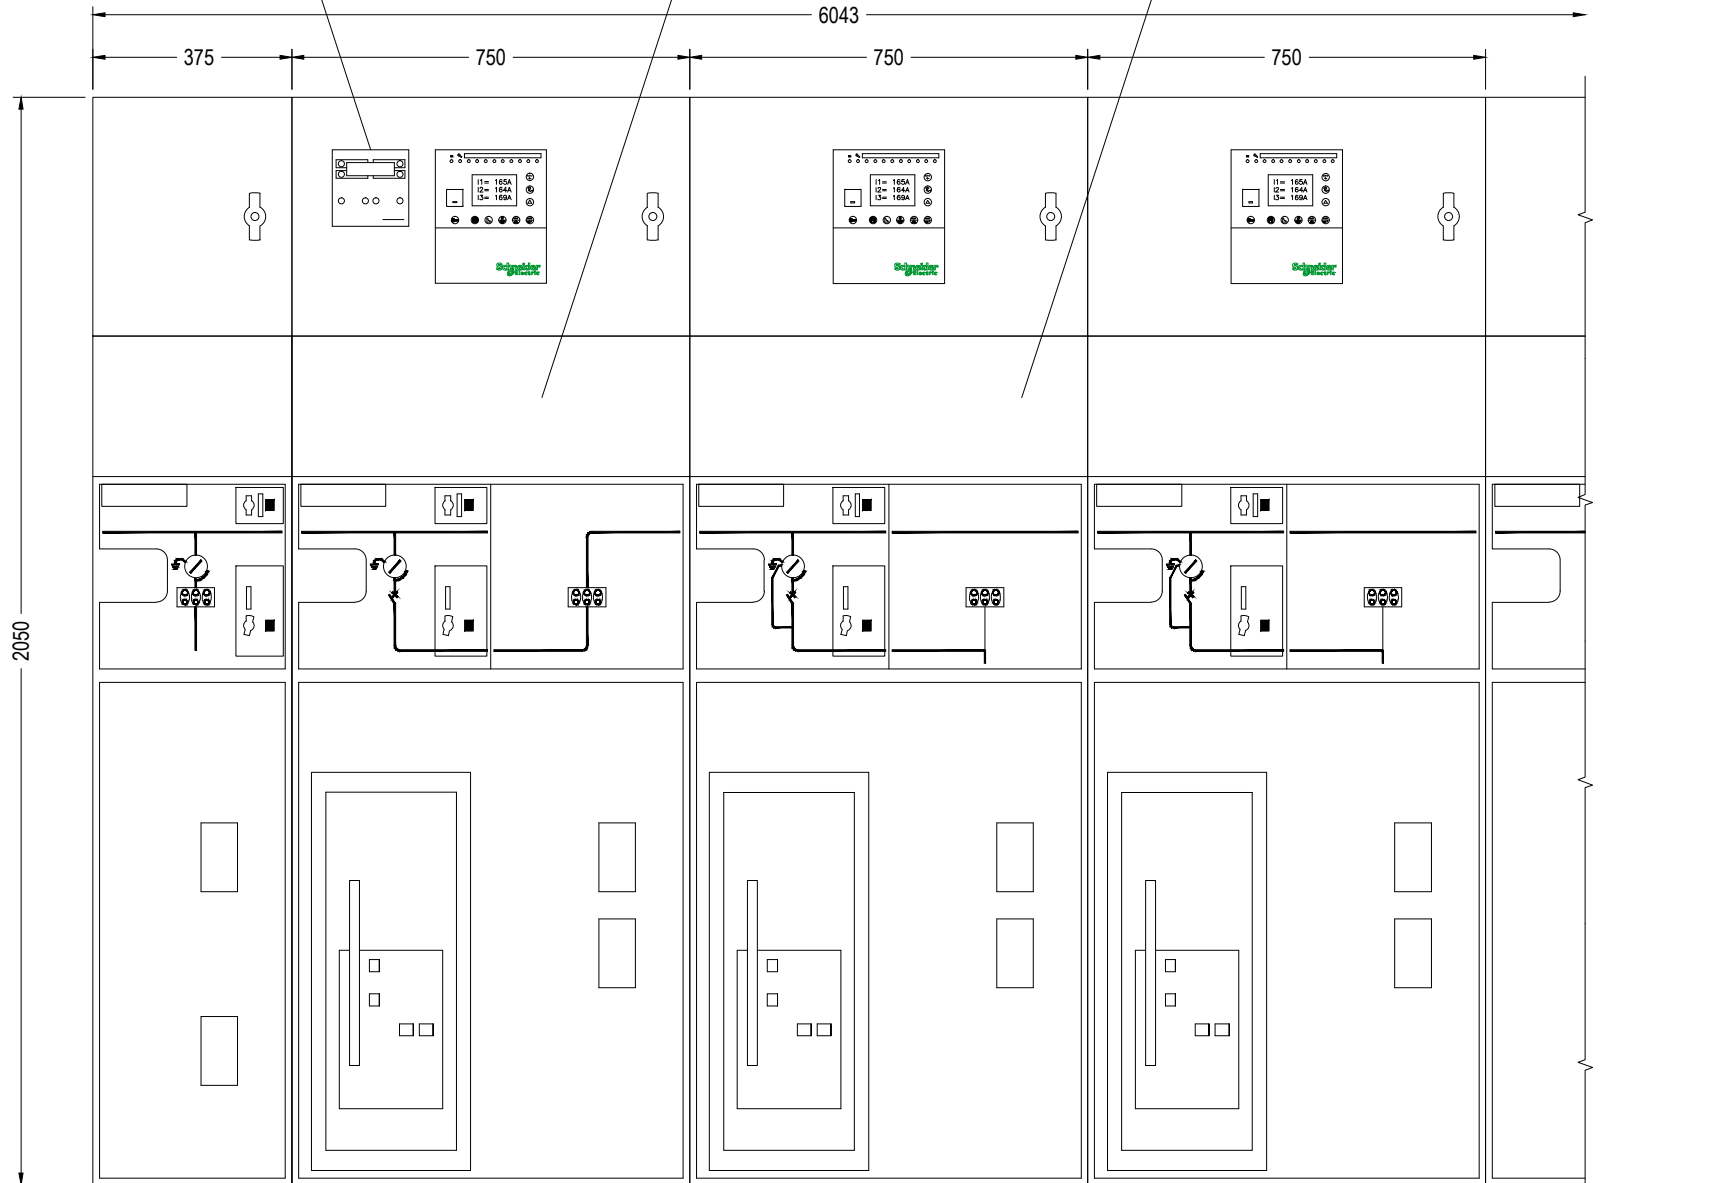 6043
375
750
750
750
I1= 165A
I2= 164A
I3= 169A
Schneider
Electric
I1= 165A
I2= 164A
I3= 169A
Schneider
Electric
I1= 165A
I2= 164A
I3= 169A
Schneider
Electric
2050